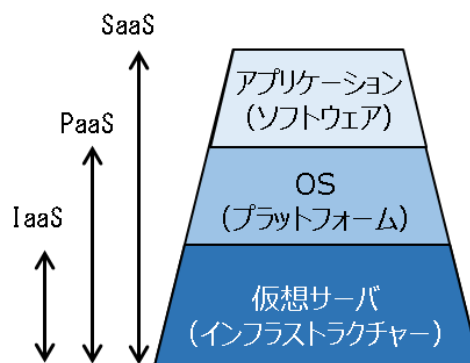 SaaS
PaaS
IaaS
アプリケーション
（ソフトウェア）
OS
（プラットフォーム）
仮想サーバ
（インフラストラクチャー）